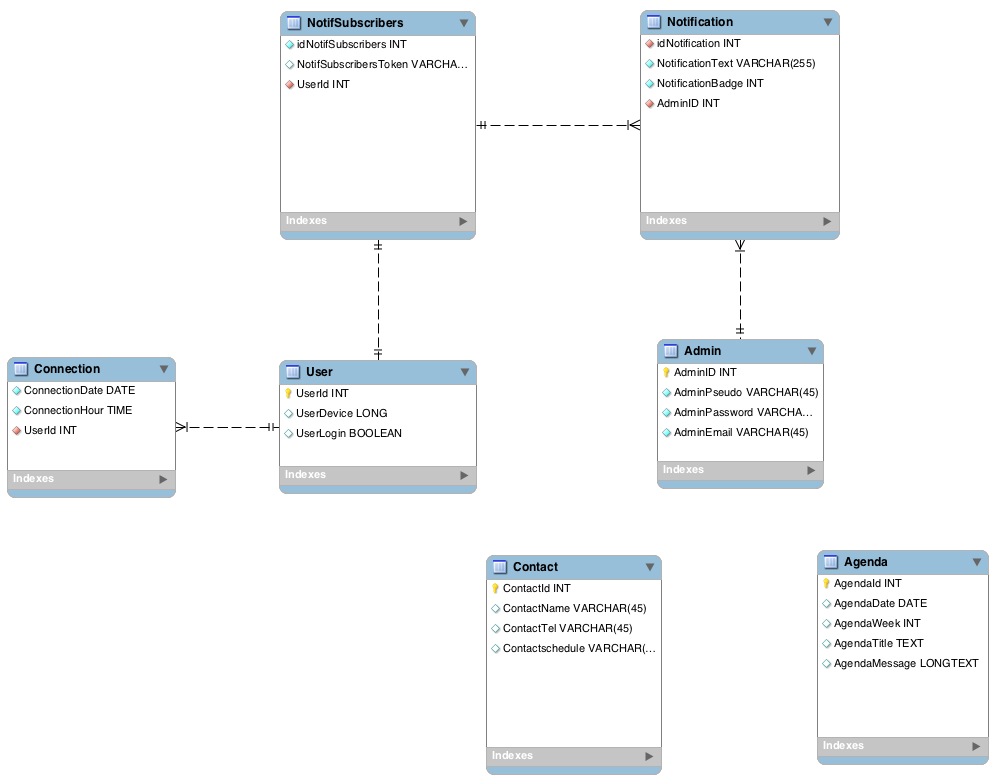 NotifSubscribers
idNotifSubscribers INT
NotifSubscribersToken VARCHA...
UserId INT
Indexes
Notification
idNotification INT
NotificationText VARCHAR(255)
NotificationBadge INT
AdminID INT
Indexes
Connection
ConnectionDate DATE
ConnectionHour TIME
UserId INT
Indexes
User
UserId INT
UserDevice LONG
UserLogin BOOLEAN
Indexes
Admin
AdminID INT
AdminPseudo VARCHAR(45)
AdminPassword VARCHA...
AdminEmail VARCHAR(45)
Indexes
Contact
ContactId INT
ContactName VARCHAR(45)
ContactTel VARCHAR(45)
Contactschedule VARCHAR(...
Indexes
Agenda
AgendaId INT
AgendaDate DATE
AgendaWeek INT
AgendaTitle TEXT
AgendaMessage LONGTEXT
Indexes